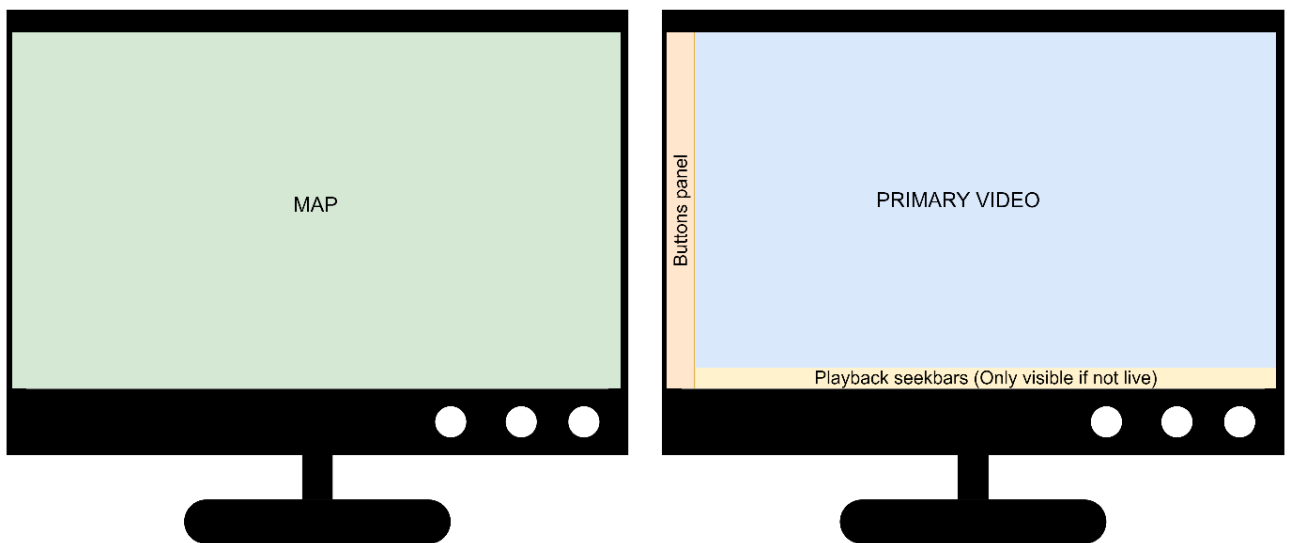 MAP
Buttons panel
PRIMARY VIDEO
Playback seekbars (Only visible if not live)